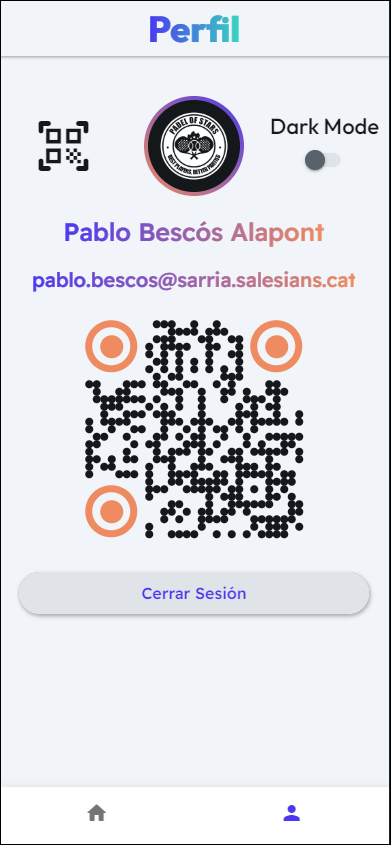 Perfil
PADEL OF STARS
BEST PLAYERS, BETTER PARTIES
Dark Mode
Pablo Bescós Alapont
pablo.bescos@sarria.salesians.cat
Cerrar Sesión